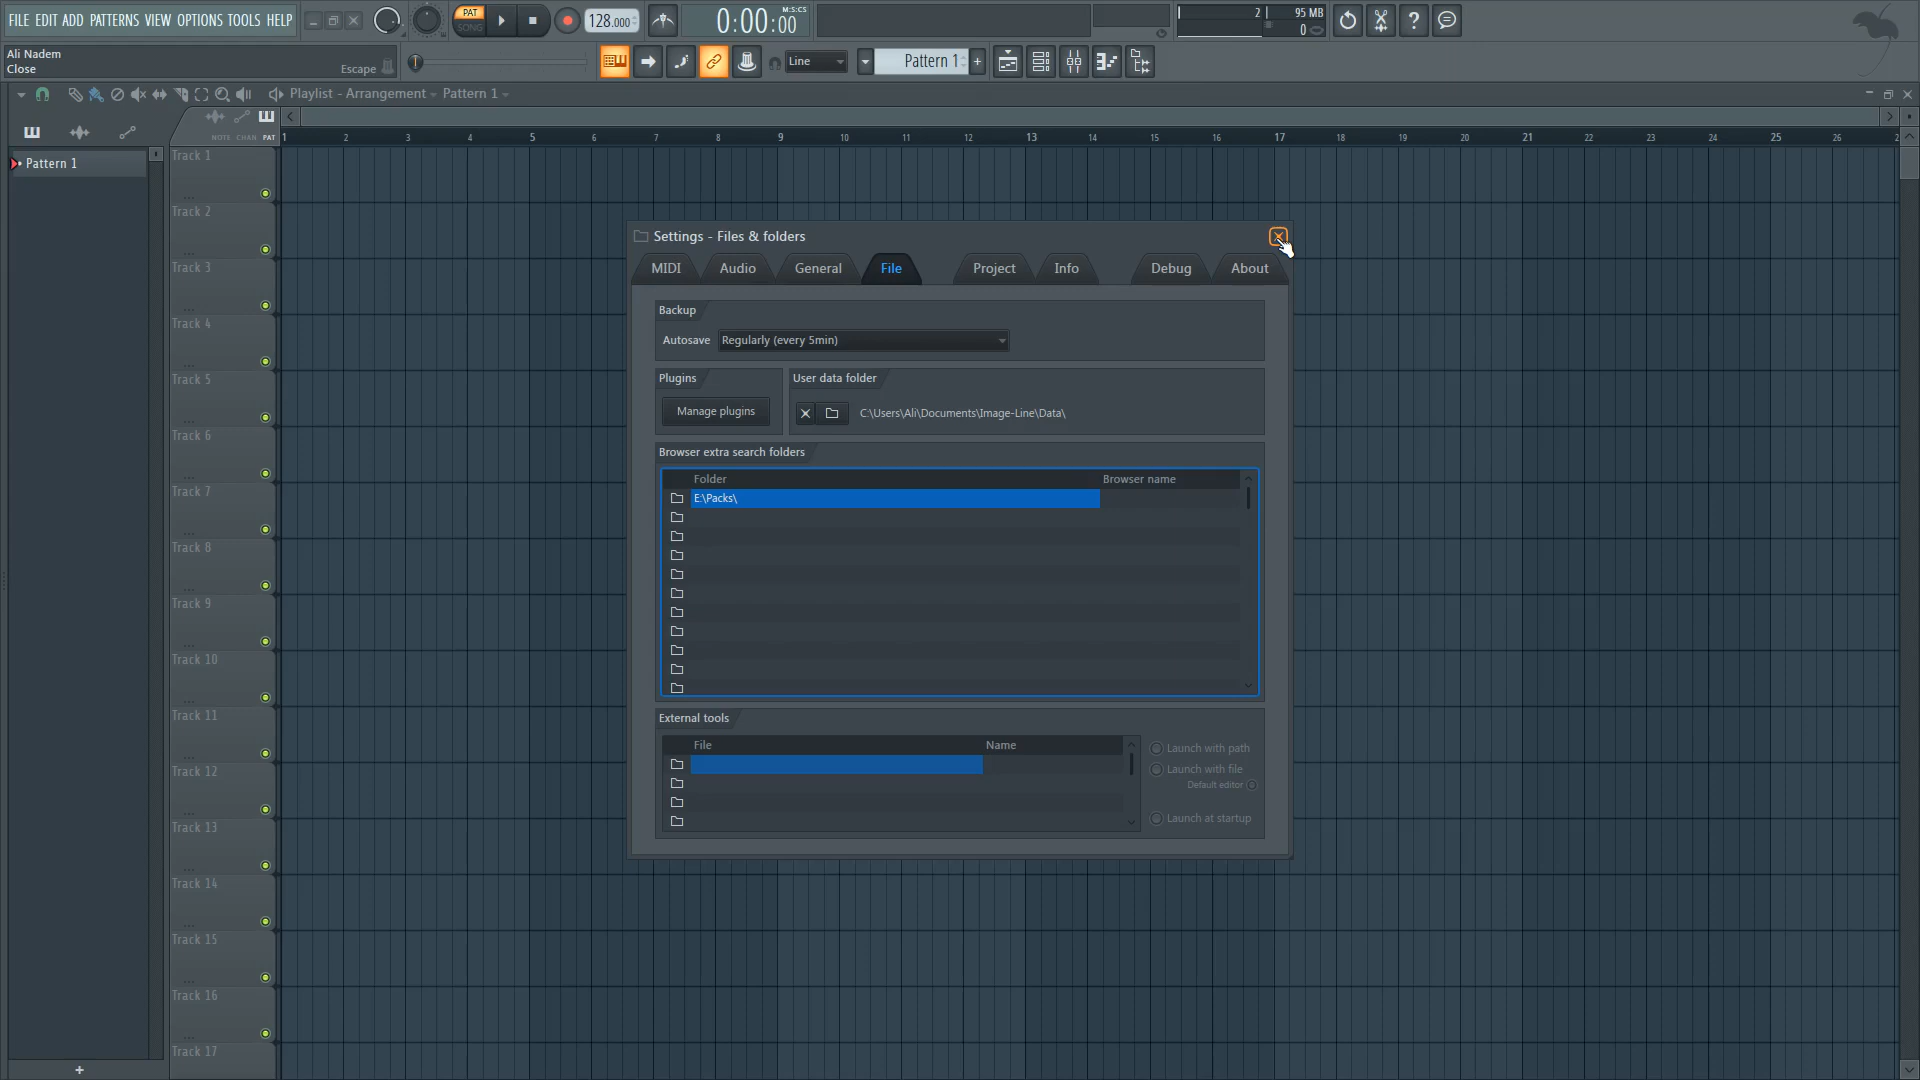 FILE EDIT ADD PATTERNS VIEW OPTIONS TOOLS HELP
PAT
SONG
128.000
0:00:00
M:S:CS
2
95 MB
0
Ali Nadem
Close
Escape
Line
Pattern 1
+
Playlist - Arrangement
Pattern 1
NOTE CHAN PAT
1 2 3 4 5 6 7 8 9 10 11 12 13 14 15 16 17 18 19 20 21 22 23 24 25 26 2
Pattern 1
Track 1
Track 2
Track 3
Track 4
Track 5
Track 6
Track 7
Track 8
Track 9
Track 10
Track 11
Track 12
Track 13
Track 14
Track 15
Track 16
Track 17
+
Settings - Files & folders
MIDI Audio General File Project Info Debug About
Backup
Autosave Regularly (every 5min)
Plugins
User data folder
Manage plugins
C:\Users\Ali\Documents\Image-Line\Data\
Browser extra search folders
Folder Browser name
E:\Packs\
External tools
File Name
Launch with path
Launch with file
Default editor
Launch at startup